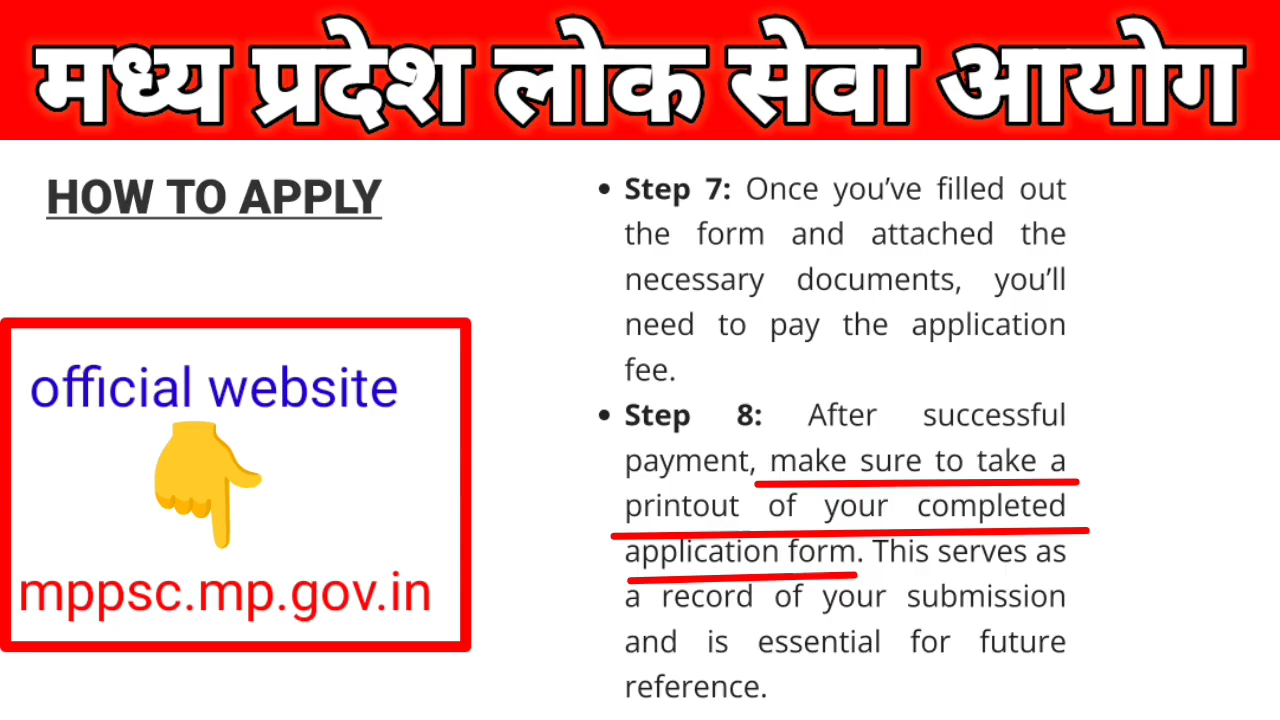 मध्य प्रदेश लोक सेवा आयोग
HOW TO APPLY
official website
mppsc.mp.gov.in
• Step 7: Once you’ve filled out
the form and attached the
necessary documents, you’ll
need to pay the application
fee.
• Step 8: After successful
payment, make sure to take a
printout of your completed
application form. This serves as
a record of your submission
and is essential for future
reference.